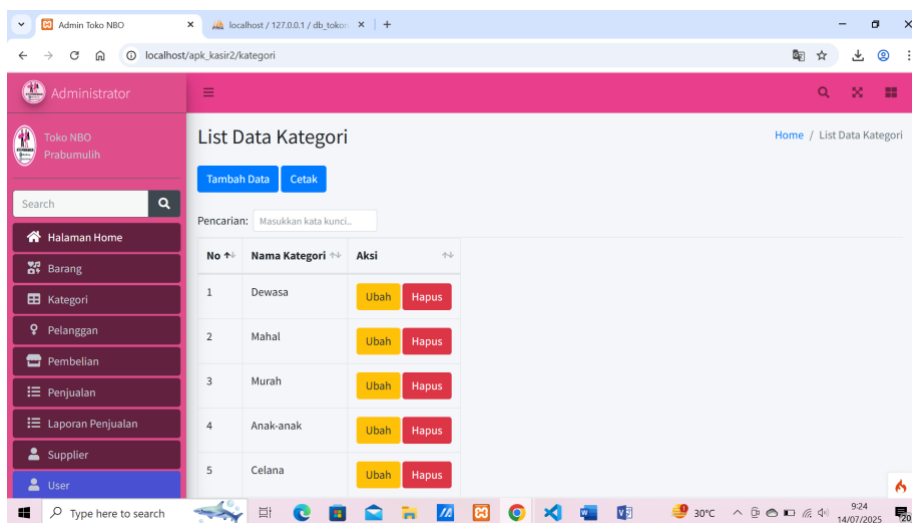 Admin Toko NBO
localhost / 127.0.0.1 / db_tokon
localhost/apk_kasir2/kategori
Administrator
Toko NBO
Prabumulih
Search
Halaman Home
Barang
Kategori
Pelanggan
Pembelian
Penjualan
Laporan Penjualan
Supplier
User
List Data Kategori
Home / List Data Kategori
Tambah Data Cetak
Pencarian: Masukkan kata kunci..
No Nama Kategori Aksi
1 Dewasa Ubah Hapus
2 Mahal Ubah Hapus
3 Murah Ubah Hapus
4 Anak-anak Ubah Hapus
5 Celana Ubah Hapus
Type here to search
30°C
9:24
14/07/2025
20